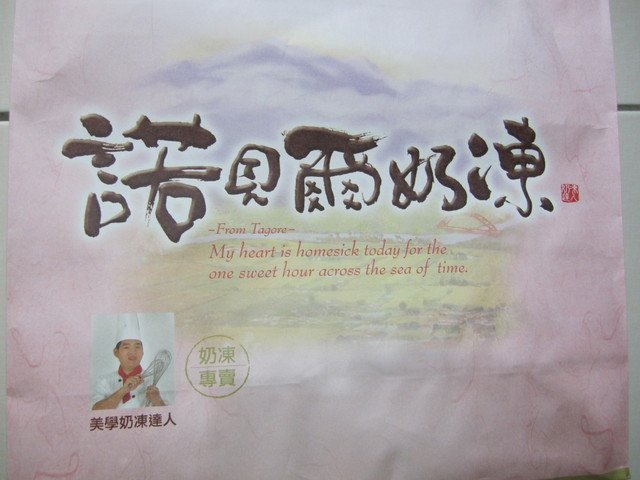 諾貝爾奶凍
-From Tagore-
My heart is homesick today for the
one sweet hour across the sea of time.
奶凍
專賣
美學奶凍達人